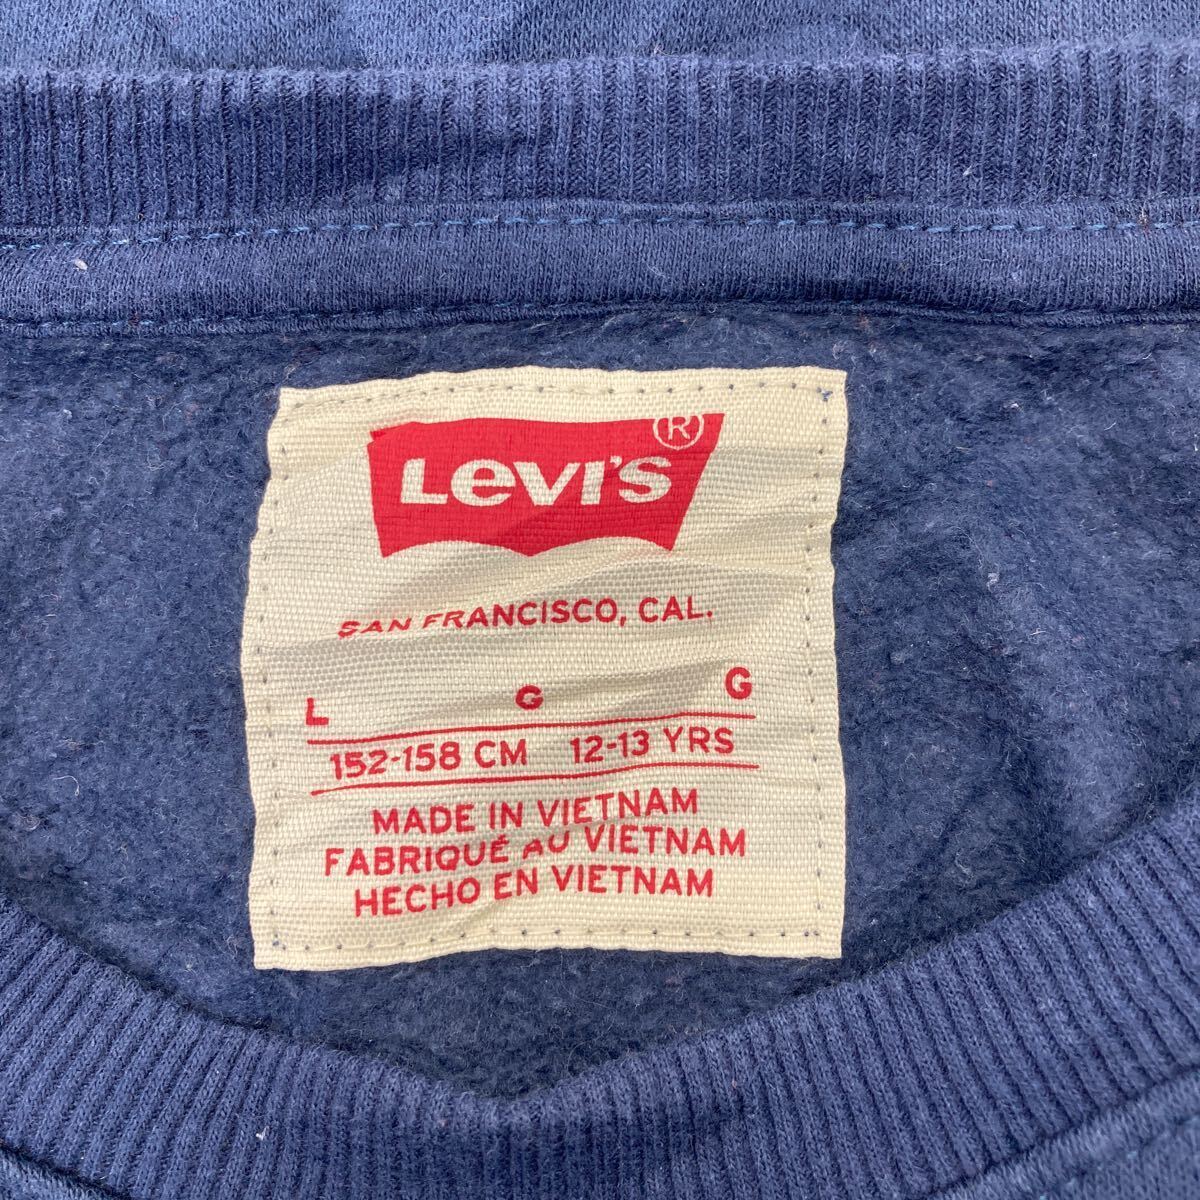 Levi's ®
SAN FRANCISCO, CAL.
L G G
152-158 CM 12-13 YRS
MADE IN VIETNAM
FABRIQUÉ AU VIETNAM
HECHO EN VIETNAM